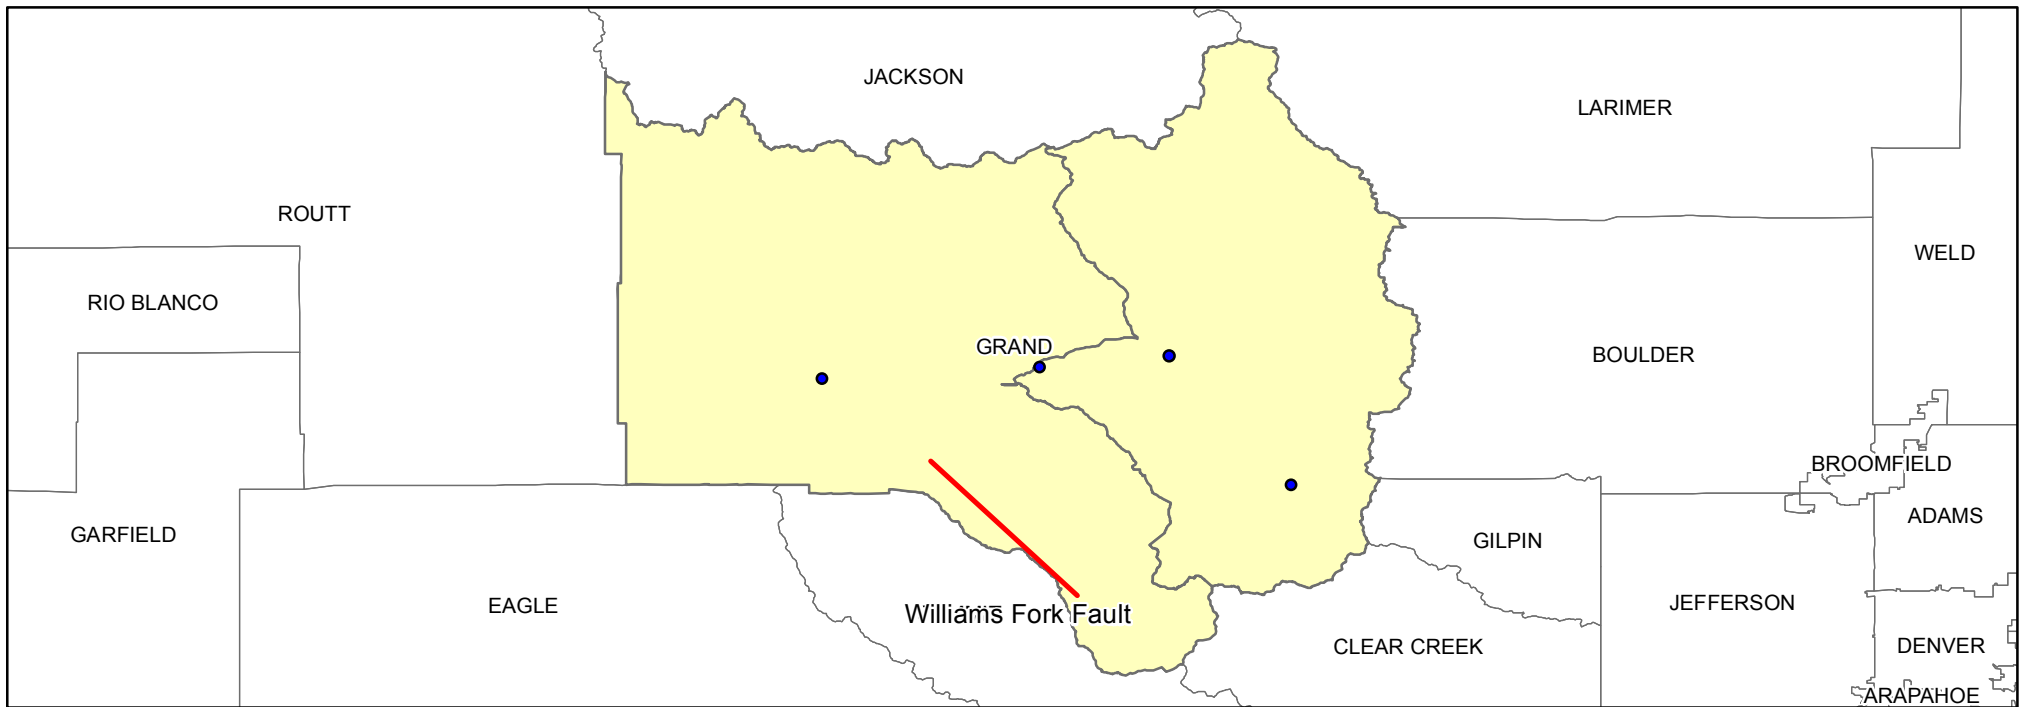 JACKSON
LARIMER
ROUTT
WELD
RIO BLANCO
GRAND
BOULDER
BROOMFIELD
ADAMS
GARFIELD
GILPIN
EAGLE
JEFFERSON
Williams Fork Fault
CLEAR CREEK
DENVER
ARAPAHOE